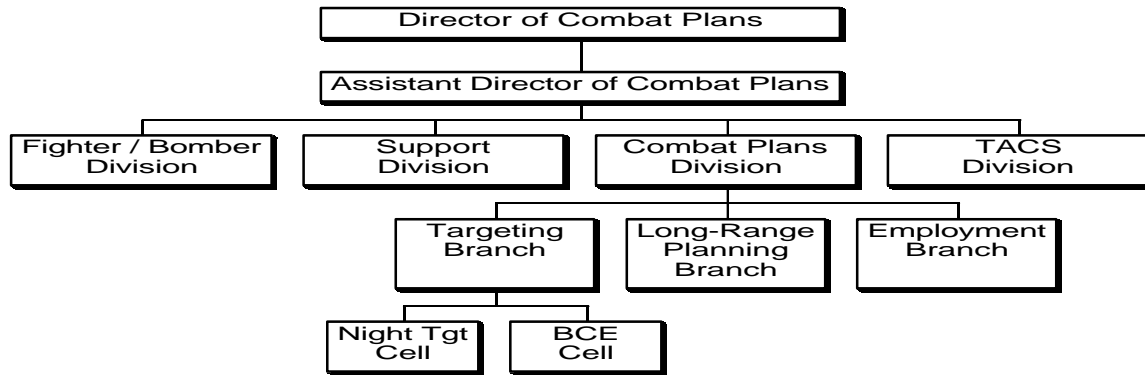 Director of Combat Plans
Assistant Director of Combat Plans
Fighter / Bomber
Division
Support
Division
Combat Plans
Division
TACS
Division
Targeting
Branch
Long-Range
Planning
Branch
Employment
Branch
Night Tgt
Cell
BCE
Cell